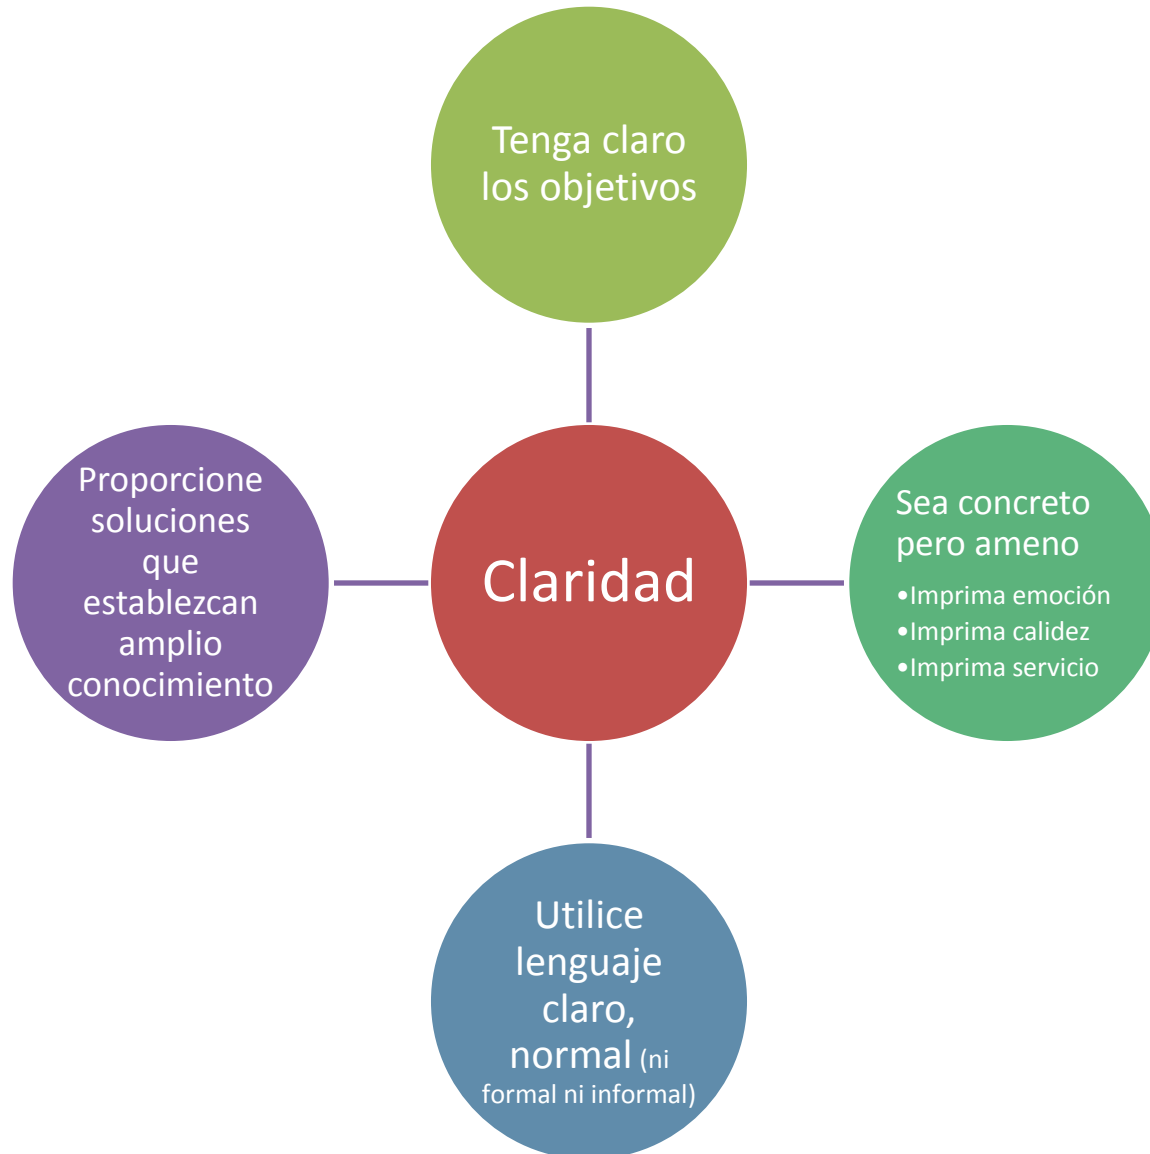 Tenga claro
los objetivos
Proporcione
soluciones
que
establezcan
amplio
conocimiento
Claridad
Sea concreto
pero ameno
•Imprima emoción
•Imprima calidez
•Imprima servicio
Utilice
lenguaje
claro,
normal (ni
formal ni informal)